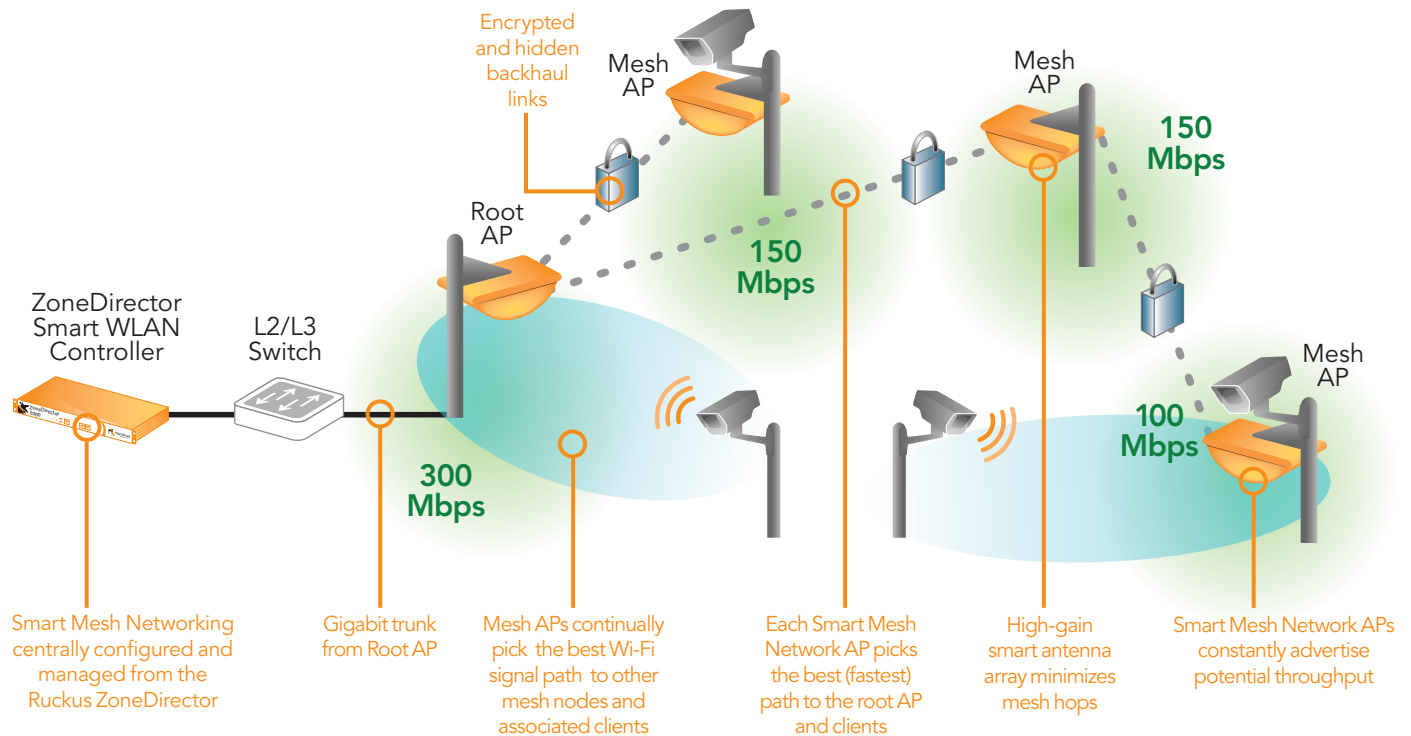 Encrypted
and hidden
backhaul
links
Mesh
AP
Mesh
AP
150
Mbps
Root
AP
150
Mbps
ZoneDirector
Smart WLAN
Controller
L2/L3
Switch
Mesh
AP
100
Mbps
300
Mbps
ZoneDirector
Smart Mesh Networking
centrally configured and
managed from the
Ruckus ZoneDirector
Gigabit trunk
from Root AP
Mesh APs continually
pick the best Wi-Fi
signal path to other
mesh nodes and
associated clients
Each Smart Mesh
Network AP picks
the best (fastest)
path to the root AP
and clients
High-gain
smart antenna
array minimizes
mesh hops
Smart Mesh Network APs
constantly advertise
potential throughput